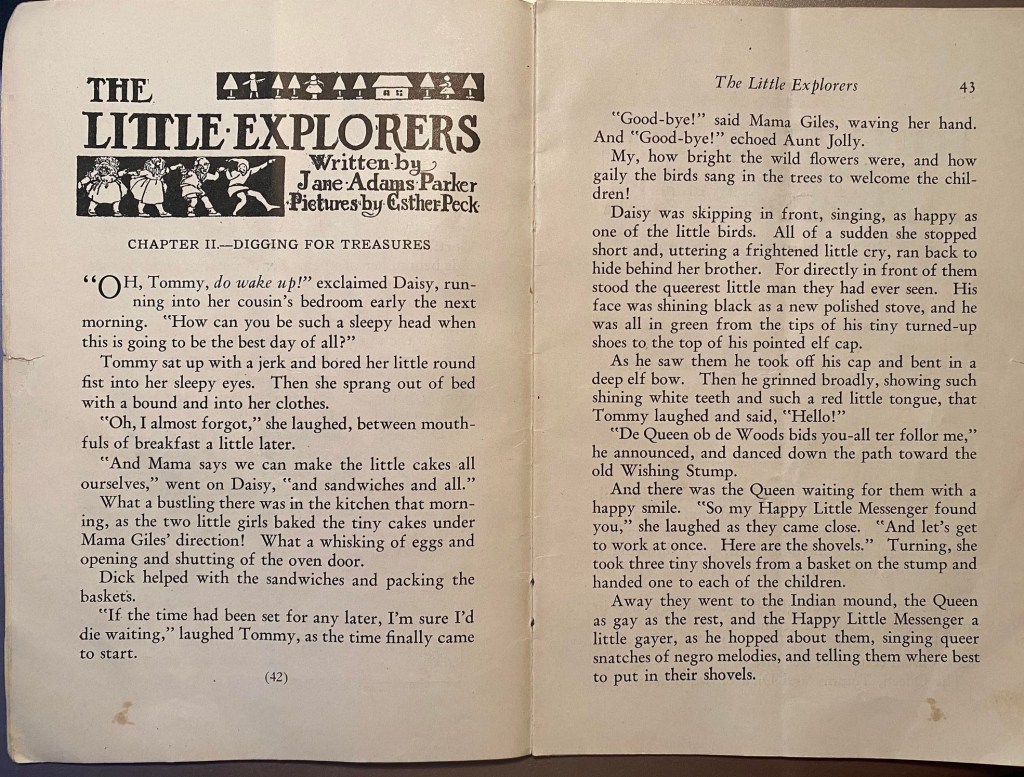 THE
LITTLE·EXPLORERS
Written·by
Jane·Adams·Parker
Pictures·by·Esther·Peck·
CHAPTER II.—DIGGING FOR TREASURES
"OH, Tommy, do wake up!" exclaimed Daisy, run-
ning into her cousin's bedroom early the next
morning. "How can you be such a sleepy head when
this is going to be the best day of all?"
Tommy sat up with a jerk and bored her little round
fist into her sleepy eyes. Then she sprang out of bed
with a bound and into her clothes.
"Oh, I almost forgot," she laughed, between mouth-
fuls of breakfast a little later.
"And Mama says we can make the little cakes all
ourselves," went on Daisy, "and sandwiches and all."
What a bustling there was in the kitchen that morn-
ing, as the two little girls baked the tiny cakes under
Mama Giles' direction! What a whisking of eggs and
opening and shutting of the oven door.
Dick helped with the sandwiches and packing the
baskets.
"If the time had been set for any later, I'm sure I'd
die waiting," laughed Tommy, as the time finally came
to start.
(42)
The Little Explorers 43
"Good-bye!" said Mama Giles, waving her hand.
And "Good-bye!" echoed Aunt Jolly.
My, how bright the wild flowers were, and how
gaily the birds sang in the trees to welcome the chil-
dren!
Daisy was skipping in front, singing, as happy as
one of the little birds. All of a sudden she stopped
short and, uttering a frightened little cry, ran back to
hide behind her brother. For directly in front of them
stood the queerest little man they had ever seen. His
face was shining black as a new polished stove, and he
was all in green from the tips of his tiny turned-up
shoes to the top of his pointed elf cap.
As he saw them he took off his cap and bent in a
deep elf bow. Then he grinned broadly, showing such
shining white teeth and such a red little tongue, that
Tommy laughed and said, "Hello!"
"De Queen ob de Woods bids you-all ter follor me,"
he announced, and danced down the path toward the
old Wishing Stump.
And there was the Queen waiting for them with a
happy smile. "So my Happy Little Messenger found
you," she laughed as they came close. "And let's get
to work at once. Here are the shovels." Turning, she
took three tiny shovels from a basket on the stump and
handed one to each of the children.
Away they went to the Indian mound, the Queen
as gay as the rest, and the Happy Little Messenger a
little gayer, as he hopped about them, singing queer
snatches of negro melodies, and telling them where best
to put in their shovels.